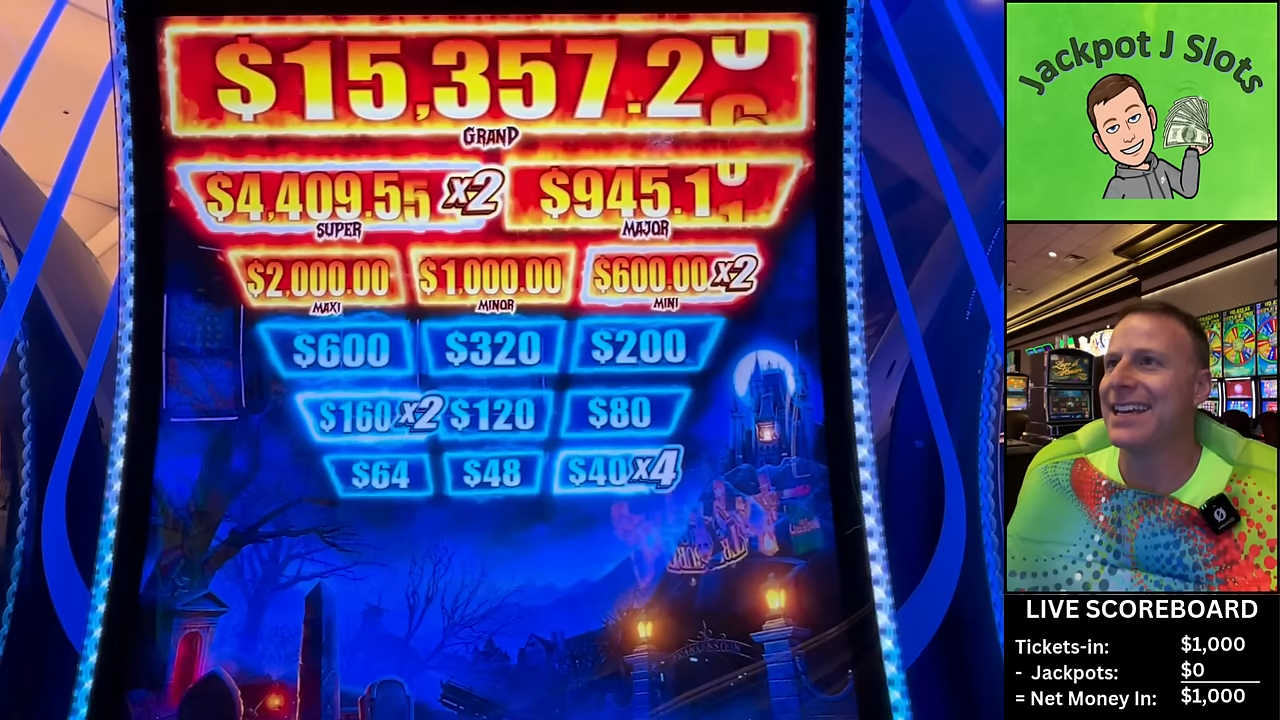 $15,357.2
GRAND
$4,409.55 x2 $945.1
SUPER MAJOR
$2,000.00 $1,000.00 $600.00 x2
MAXI MINOR MINI
$600 $320 $200
$160 x2 $120 $80
$64 $48 $40 x4
FRANKENSTEIN
Jackpot J Slots
LIVE SCOREBOARD
Tickets-in: $1,000
- Jackpots: $0
= Net Money In: $1,000